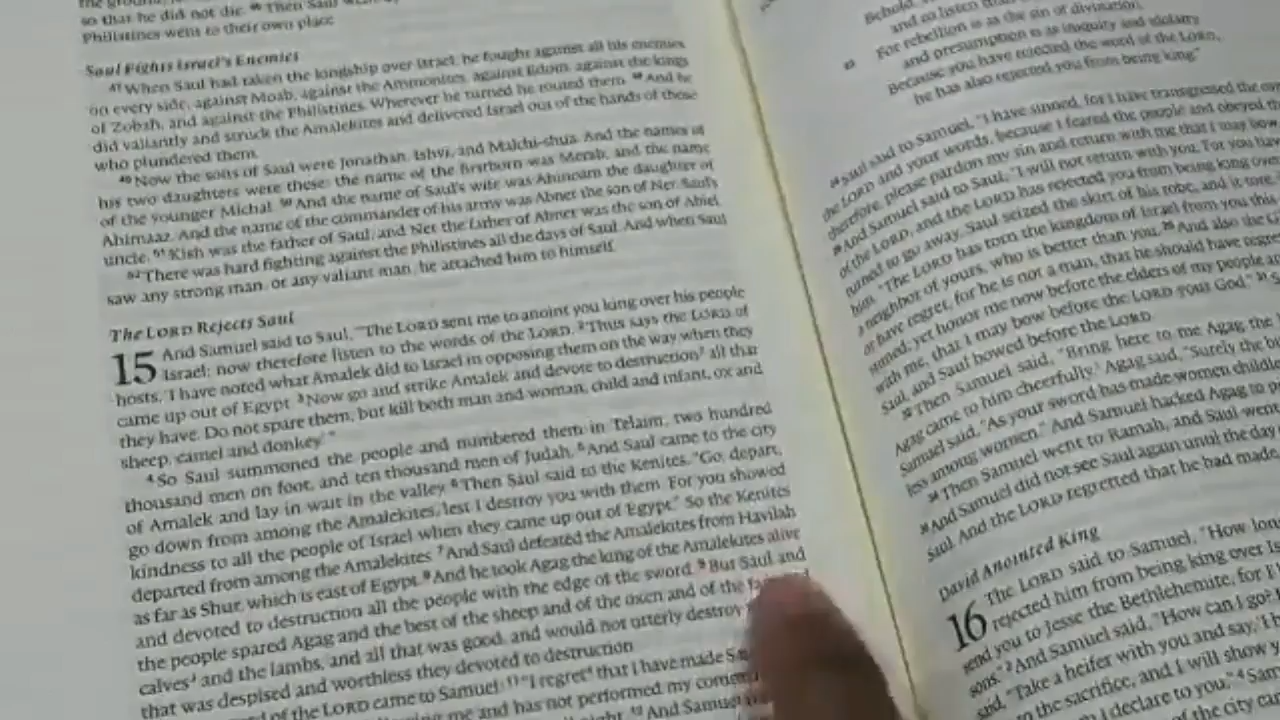 so that he did not die. 46 Then Saul
Philistines went to their own place.
Saul Fights Israel's Enemies
47 When Saul had taken the kingship over Israel, he fought against all his enemies
on every side, against Moab, against the Ammonites, against Edom, against the kings
of Zobah, and against the Philistines. Wherever he turned he routed them. 48 And he
did valiantly and struck the Amalekites and delivered Israel out of the hands of those
who plundered them.
49 Now the sons of Saul were Jonathan, Ishvi, and Malchi-shua. And the names of
his two daughters were these: the name of the firstborn was Merab, and the name
of the younger Michal. 50 And the name of Saul's wife was Ahinoam the daughter of
Ahimaaz. And the name of the commander of his army was Abner the son of Ner, Saul's
uncle. 51 Kish was the father of Saul, and Ner the father of Abner was the son of Abiel.
52 There was hard fighting against the Philistines all the days of Saul. And when Saul
saw any strong man, or any valiant man, he attached him to himself.
The LORD Rejects Saul
15 And Samuel said to Saul, "The LORD sent me to anoint you king over his people
Israel; now therefore listen to the words of the LORD. 2 Thus says the LORD of
hosts, 'I have noted what Amalek did to Israel in opposing them on the way when they
came up out of Egypt. 3 Now go and strike Amalek and devote to destruction all that
they have. Do not spare them, but kill both man and woman, child and infant, ox and
sheep, camel and donkey.'"
4 So Saul summoned the people and numbered them in Telaim, two hundred
thousand men on foot, and ten thousand men of Judah. 5 And Saul came to the city
of Amalek and lay in wait in the valley. 6 Then Saul said to the Kenites, "Go, depart,
go down from among the Amalekites, lest I destroy you with them. For you showed
kindness to all the people of Israel when they came up out of Egypt." So the Kenites
departed from among the Amalekites. 7 And Saul defeated the Amalekites from Havilah
as far as Shur, which is east of Egypt. 8 And he took Agag the king of the Amalekites alive
and devoted to destruction all the people with the edge of the sword. 9 But Saul and
the people spared Agag and the best of the sheep and of the oxen and of the
calves and the lambs, and all that was good, and would not utterly destroy
that was despised and worthless they devoted to destruction.
of the LORD came to Samuel: 11 "I regret that I have made
me and has not performed my
12 And Samuel
Behold,
and to listen than
For rebellion is as the sin of divination,
23 and presumption is as iniquity and idolatry.
Because you have rejected the word of the LORD,
he has also rejected you from being king."
24 Saul said to Samuel, "I have sinned, for I have transgressed the
the LORD and your words, because I feared the people and obeyed
therefore, please pardon my sin and return with me that I may bow
26 And Samuel said to Saul, "I will not return with you. For you have
of the LORD, and the LORD has rejected you from being king over
turned to go away, Saul seized the skirt of his robe, and it tore.
him, "The LORD has torn the kingdom of Israel from you this
a neighbor of yours, who is better than you. 29 And also the
or have regret, for he is not a man, that he should have regret
sinned; yet honor me now before the elders of my people
with me, that I may bow before the LORD your God." 31
Saul, and Saul bowed before the LORD.
32 Then Samuel said, "Bring here to me Agag the
Agag came to him cheerfully. Agag said, "Surely the
Samuel said, "As your sword has made women
less among women." And Samuel hacked Agag to
34 Then Samuel went to Ramah, and Saul went
35 And Samuel did not see Saul again until the day
Saul. And the LORD regretted that he had made
David Anointed King
16 The LORD said to Samuel, "How
rejected him from being king over
send you to Jesse the Bethlehemite, for I
sons." 2 And Samuel said, "How can I go?
said, "Take a heifer with you and say, 'I
the sacrifice, and I will show
I declare to you." 4
of the city